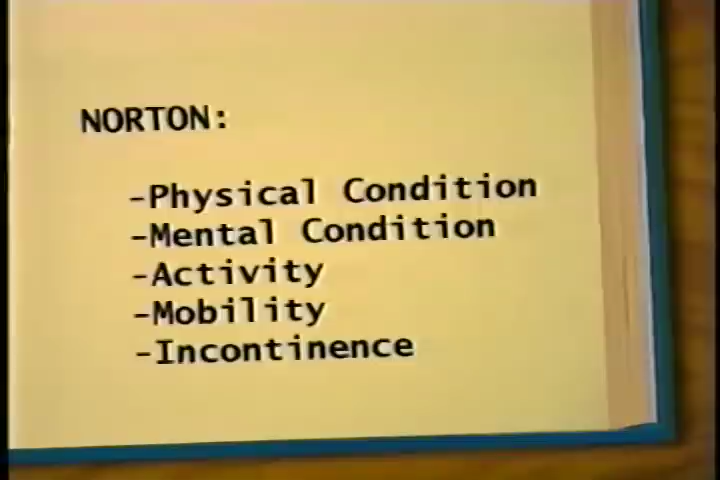 NORTON:
-Physical Condition
-Mental Condition
-Activity
-Mobility
-Incontinence